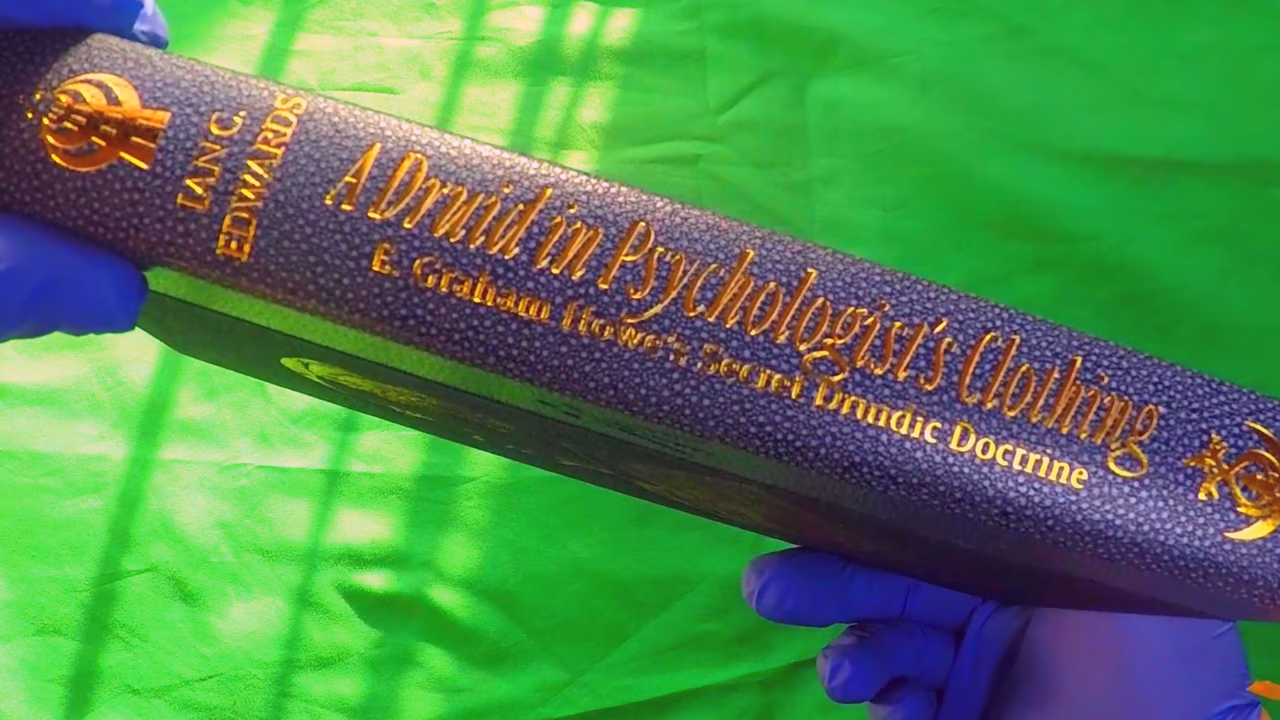 IAN C.
EDWARDS
A Druid in Psychologist's Clothing
E. Graham Howe's Secret Druidic Doctrine